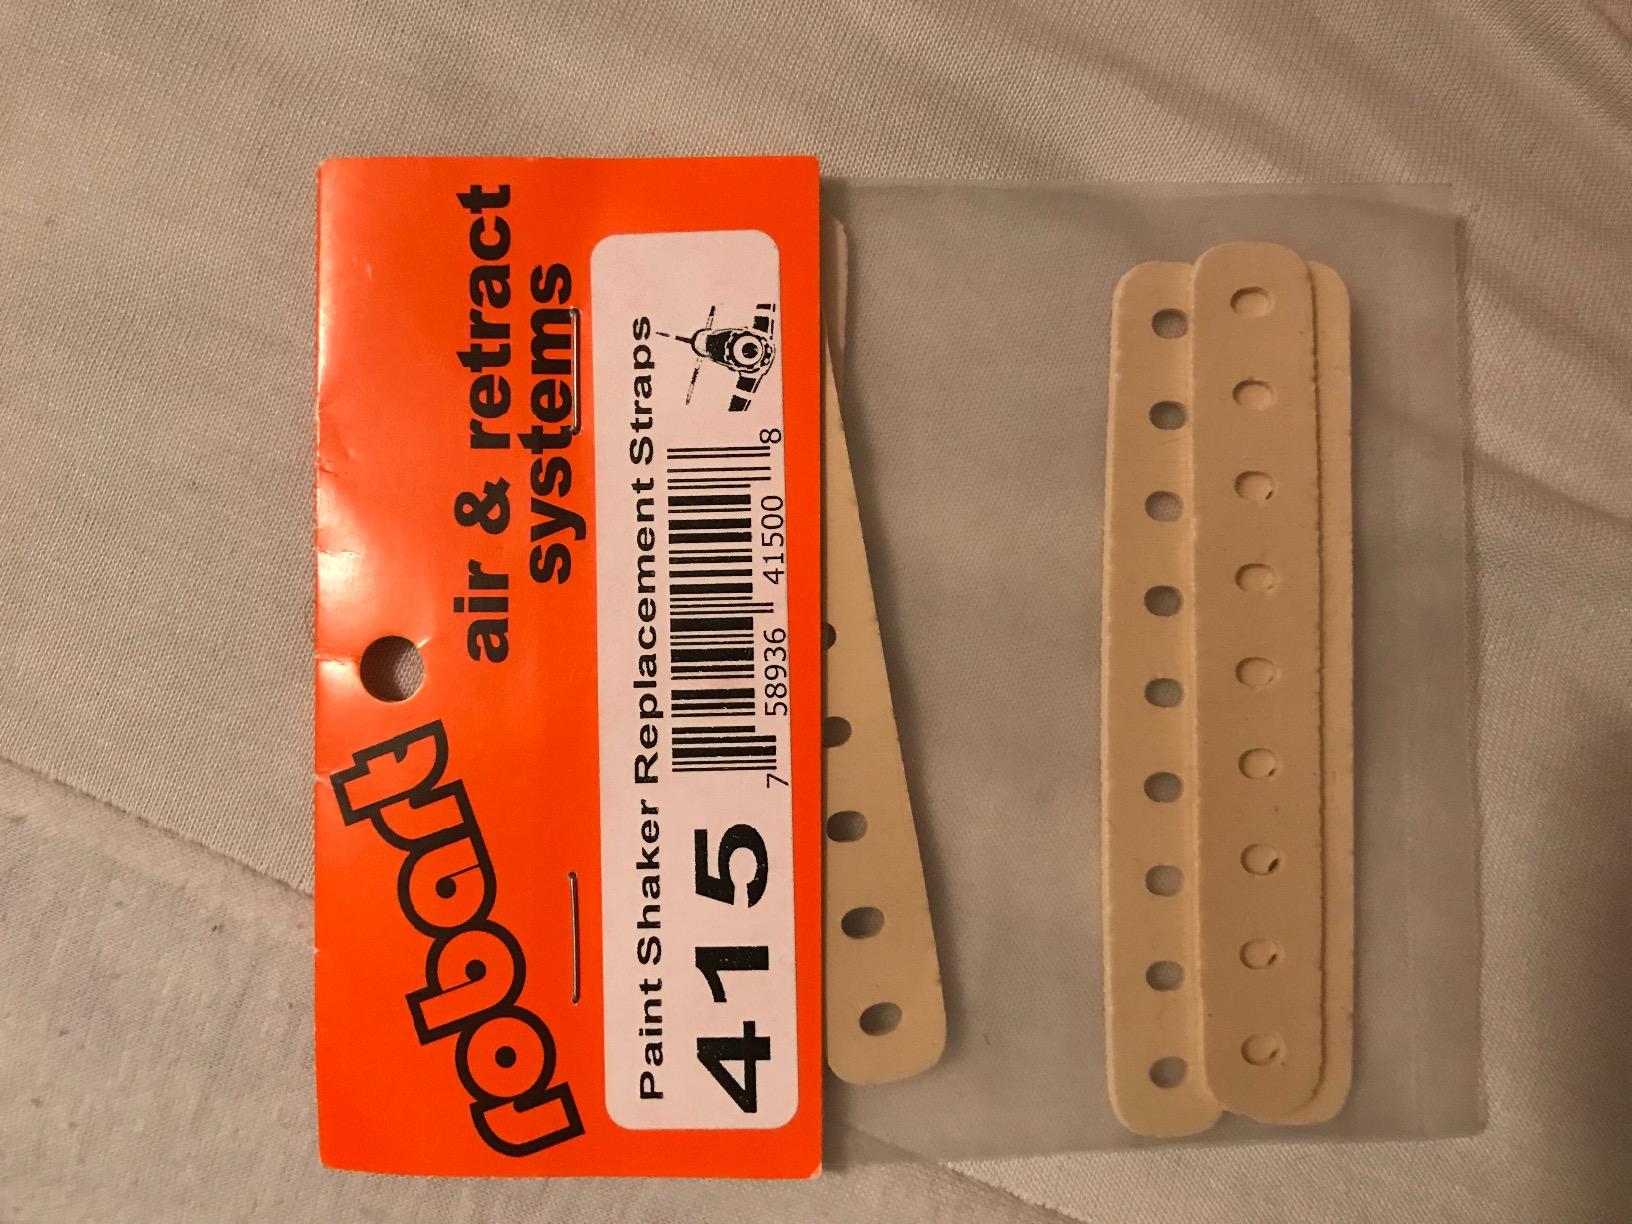 robart
air & retract
systems
Paint Shaker Replacement Straps
415
7 58936 41500 8